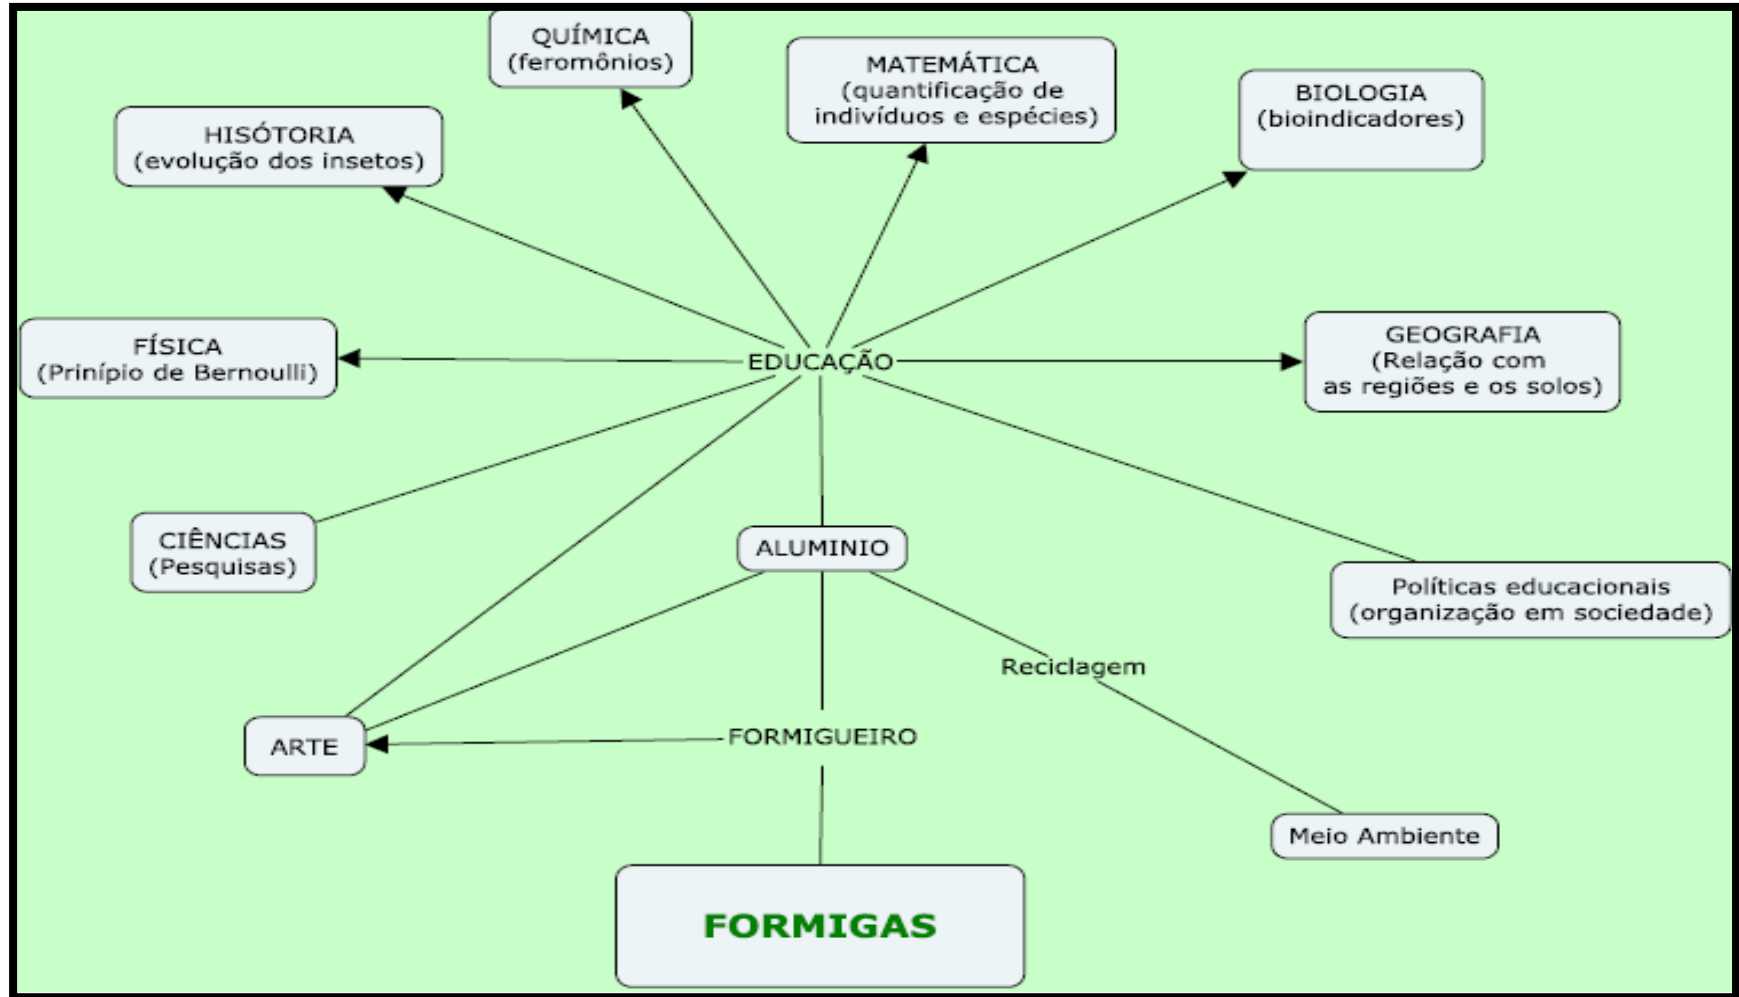 QUÍMICA
(feromônios)
MATEMÁTICA
(quantificação de
indivíduos e espécies)
BIOLOGIA
(bioindicadores)
HISÓTORIA
(evolução dos insetos)
FÍSICA
(Prinípio de Bernoulli)
EDUCAÇÃO
GEOGRAFIA
(Relação com
as regiões e os solos)
CIÊNCIAS
(Pesquisas)
ALUMINIO
Políticas educacionais
(organização em sociedade)
Reciclagem
ARTE
FORMIGUEIRO
Meio Ambiente
FORMIGAS